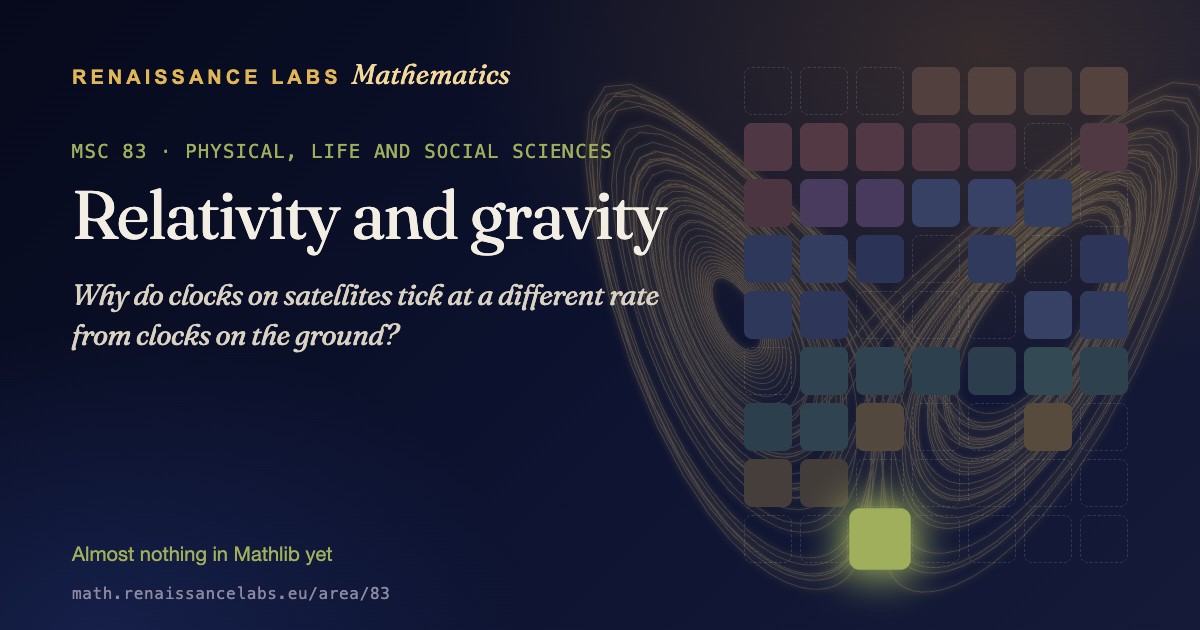 RENAISSANCE LABS Mathematics
MSC 83 · PHYSICAL, LIFE AND SOCIAL SCIENCES
Relativity and gravity
Why do clocks on satellites tick at a different rate
from clocks on the ground?
Almost nothing in Mathlib yet
math.renaissancelabs.eu/area/83